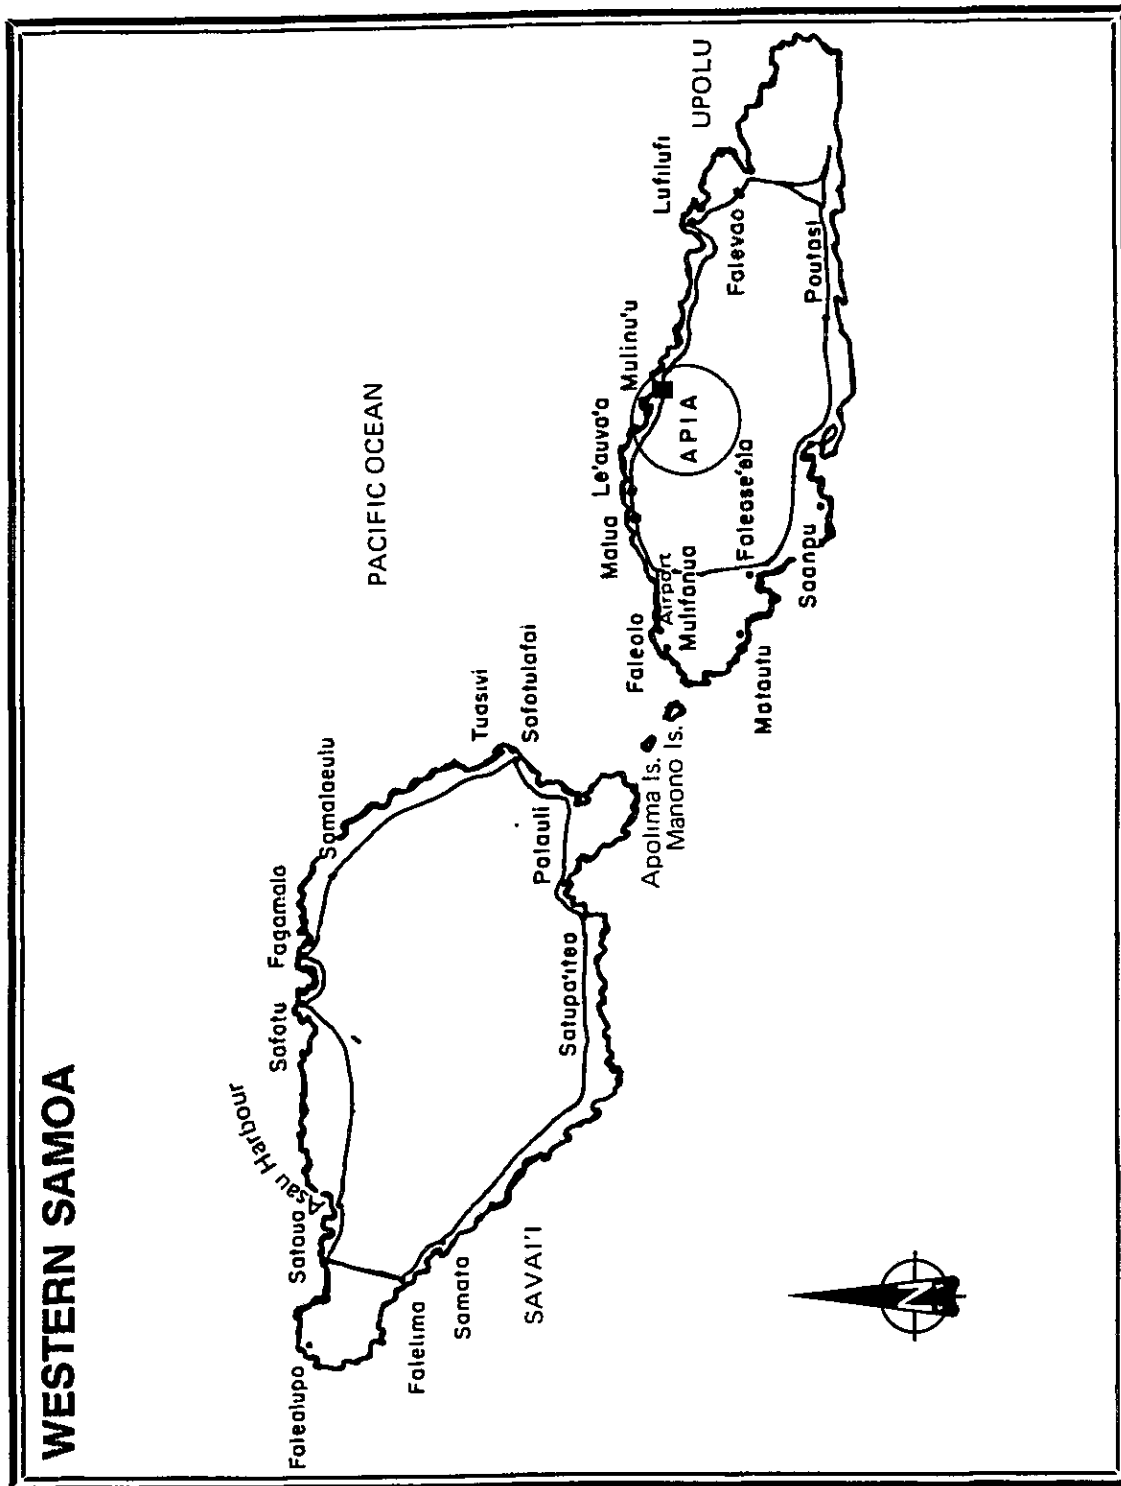 WESTERN SAMOA
Asau Harbour
Falealupo
Sataua
Safotu
Fagamalo
Samalaeulu
PACIFIC OCEAN
Falelima
Samata
SAVAI'I
Tuasivi
Safotulafai
Palauli
Satupa'itea
Apolima Is.
Manono Is.
Faleolo
Airport
Mulifanua
Malua
Le'auva'a
Mulinu'u
Lufilufi
UPOLU
APIA
Falevao
Falease'ela
Matautu
Saanpu
Poutasi
N